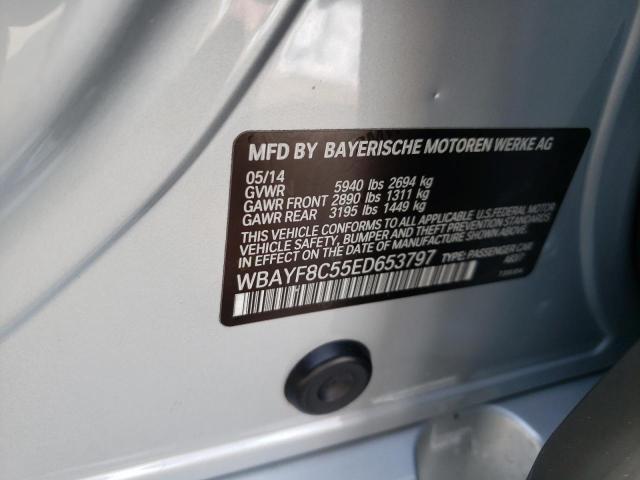 MFD BY BAYERISCHE MOTOREN WERKE AG
05/14
GVWR 5940 lbs 2694 kg
GAWR FRONT 2890 lbs 1311 kg
GAWR REAR 3195 lbs 1449 kg
THIS VEHICLE CONFORMS TO ALL APPLICABLE U.S. FEDERAL MOTOR
VEHICLE SAFETY, BUMPER, AND THEFT PREVENTION STANDARDS
IN EFFECT ON THE DATE OF MANUFACTURE SHOWN ABOVE.
WBAYF8C55ED653797 TYPE: PASSENGER CAR